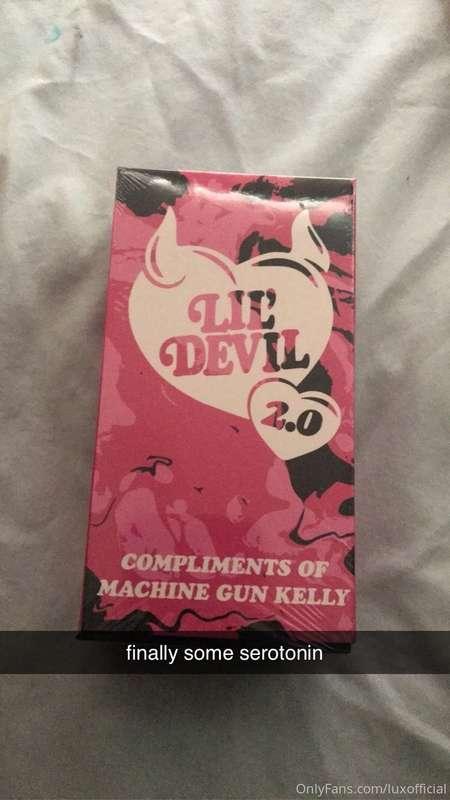 LIL'
DEVIL
2.0
COMPLIMENTS OF
MACHINE GUN KELLY
finally some serotonin
OnlyFans.com/luxofficial